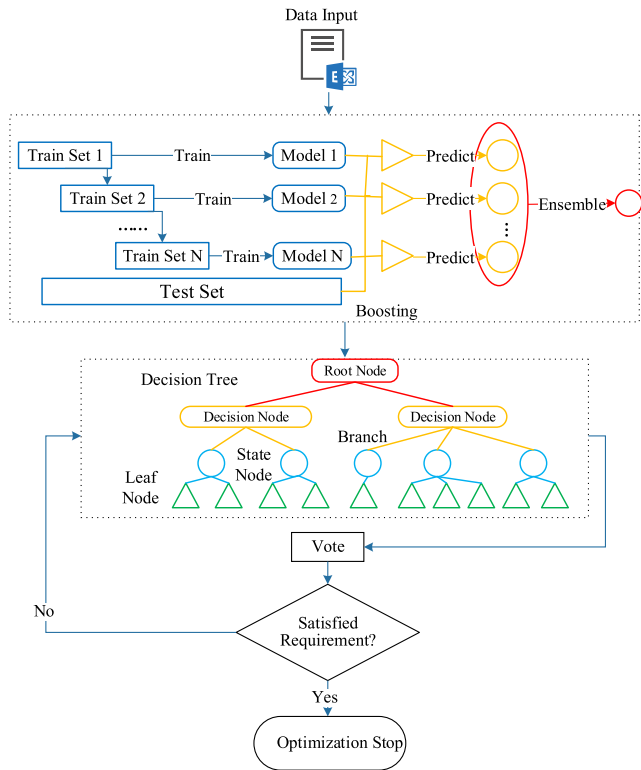 Data Input
E
Train Set 1
Train
Model 1
Predict
Train Set 2
Train
Model 2
Predict
Ensemble
......
Train Set N
Train
Model N
Predict
Test Set
Boosting
Root Node
Decision Tree
Decision Node
Decision Node
Branch
State
Node
Leaf
Node
Vote
No
Satisfied
Requirement?
Yes
Optimization Stop